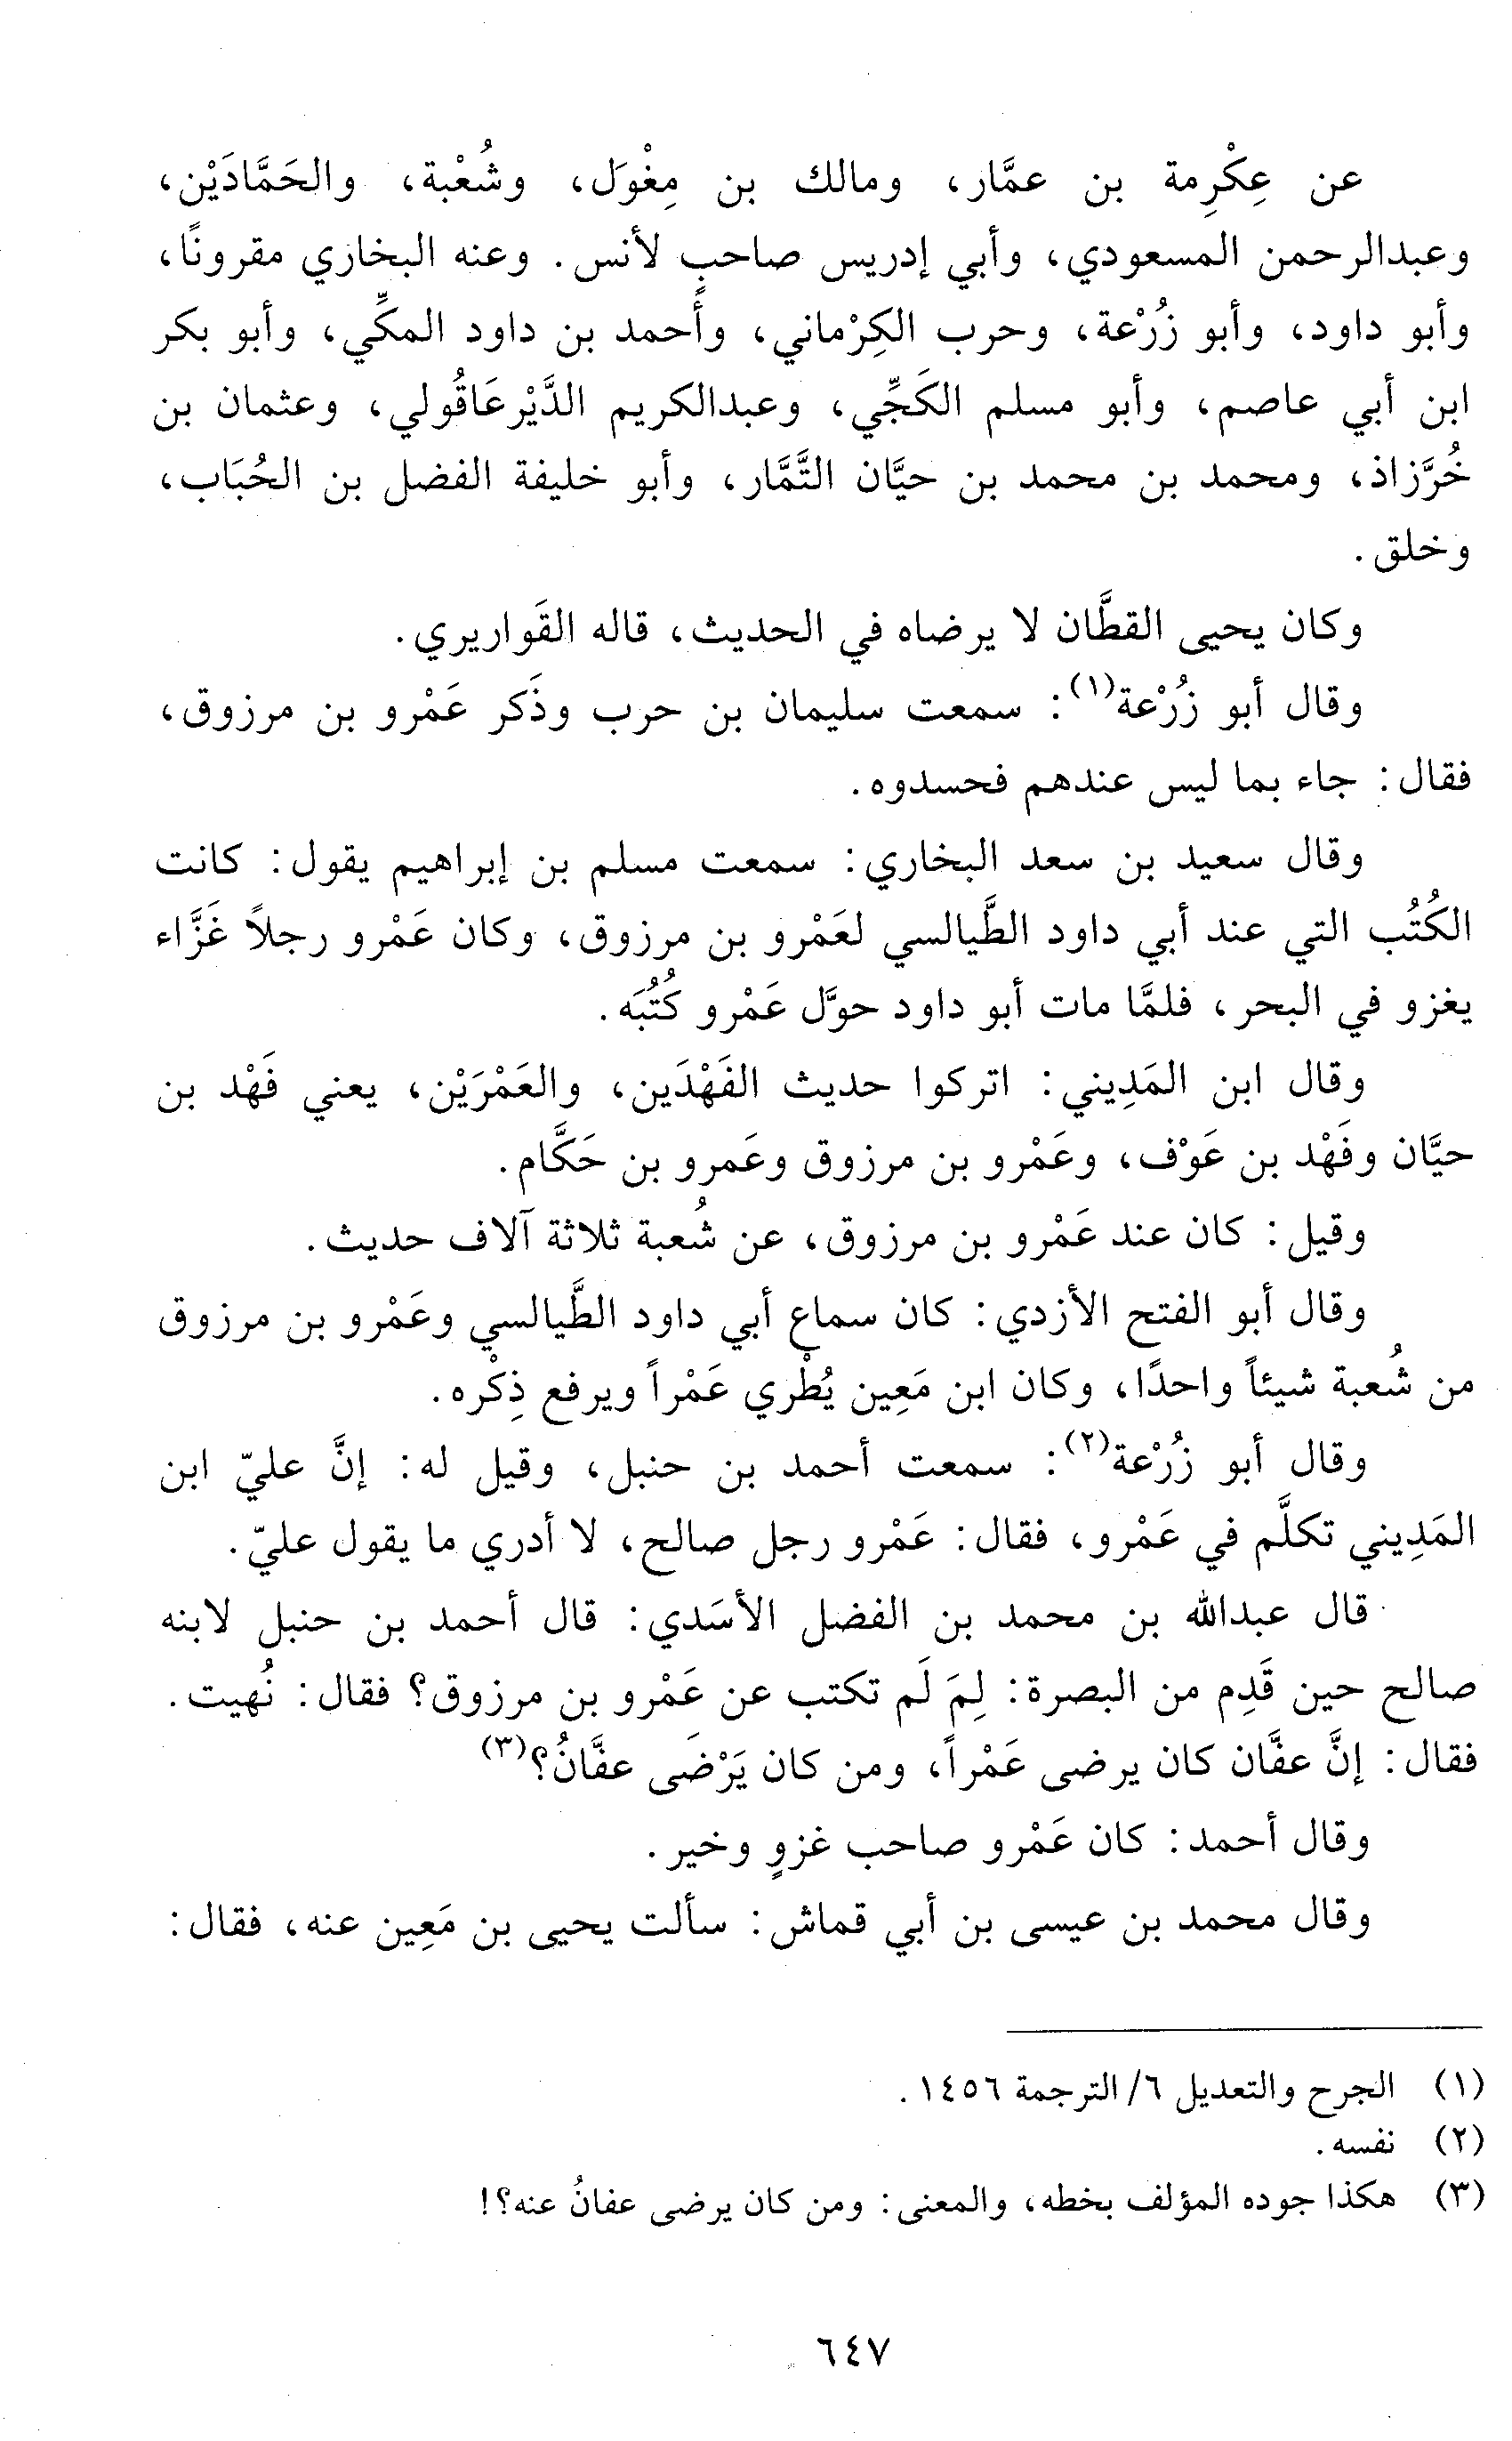 عن عِكْرِمة بن عمَّار، ومالك بن مِغْوَل، وشُعْبة، والحَمَّادَيْن،
وعبدالرحمن المسعودي، وأبي إدريس صاحبٍ لأنس. وعنه البخاري مقرونًا،
وأبو داود، وأبو زُرْعة، وحرب الكِرْماني، وأحمد بن داود المكِّي، وأبو بكر
ابن أبي عاصم، وأبو مسلم الكَجِّي، وعبدالكريم الدَّيْرعَاقُولي، وعثمان بن
خُرَّزاذ، ومحمد بن محمد بن حيَّان التَّمَّار، وأبو خليفة الفضل بن الحُبَاب،
وخلق.
وكان يحيى القطَّان لا يرضاه في الحديث، قاله القَواريري.
وقال أبو زُرْعة(١): سمعت سليمان بن حرب وذَكر عَمْرو بن مرزوق،
فقال: جاء بما ليس عندهم فحسدوه.
وقال سعيد بن سعد البخاري: سمعت مسلم بن إبراهيم يقول: كانت
الكُتُب التي عند أبي داود الطَّيالسي لعَمْرو بن مرزوق، وكان عَمْرو رجلاً غَزَّاء
يغزو في البحر، فلمَّا مات أبو داود حوَّل عَمْرو كُتُبَه.
وقال ابن المَدِيني: اتركوا حديث الفَهْدَين، والعَمْرَيْن، يعني فَهْد بن
حيَّان وفَهْد بن عَوْف، وعَمْرو بن مرزوق وعَمرو بن حَكَّام.
وقيل: كان عند عَمْرو بن مرزوق، عن شُعبة ثلاثة آلاف حديث.
وقال أبو الفتح الأزدي: كان سماع أبي داود الطَّيالسي وعَمْرو بن مرزوق
من شُعبة شيئاً واحدًا، وكان ابن مَعِين يُطْري عَمْراً ويرفع ذِكْره.
وقال أبو زُرْعة(٢): سمعت أحمد بن حنبل، وقيل له: إنَّ عليّ ابن
المَدِيني تكلَّم في عَمْرو، فقال: عَمْرو رجل صالح، لا أدري ما يقول عليّ.
قال عبدالله بن محمد بن الفضل الأسَدي: قال أحمد بن حنبل لابنه
صالح حين قَدِم من البصرة: لِمَ لَم تكتب عن عَمْرو بن مرزوق؟ فقال: نُهيت.
فقال: إنَّ عفَّان كان يرضى عَمْراً، ومن كان يَرْضَى عفَّانُ؟(٣)
وقال أحمد: كان عَمْرو صاحب غزوٍ وخير.
وقال محمد بن عيسى بن أبي قماش: سألت يحيى بن مَعِين عنه، فقال:
(١) الجرح والتعديل ٦/ الترجمة ١٤٥٦.
(٢) نفسه.
(٣) هكذا جوده المؤلف بخطه، والمعنى: ومن كان يرضى عفانُ عنه؟!
٦٤٧